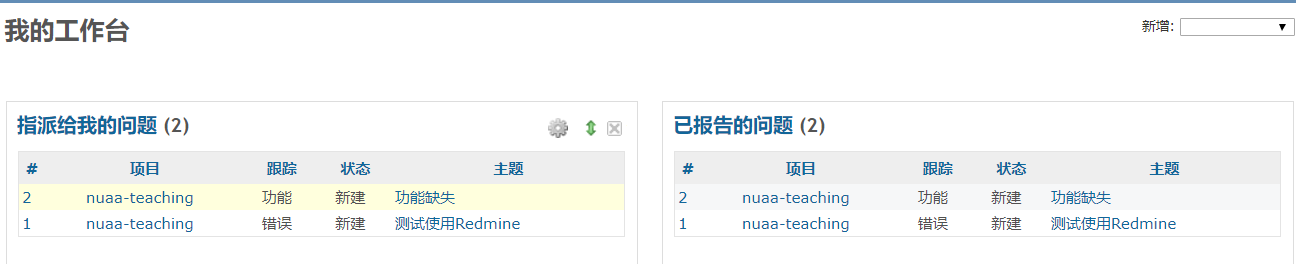 我的工作台
新增:
指派给我的问题 (2)
# 项目 跟踪 状态 主题
2 nuaa-teaching 功能 新建 功能缺失
1 nuaa-teaching 错误 新建 测试使用Redmine
已报告的问题 (2)
# 项目 跟踪 状态 主题
2 nuaa-teaching 功能 新建 功能缺失
1 nuaa-teaching 错误 新建 测试使用Redmine